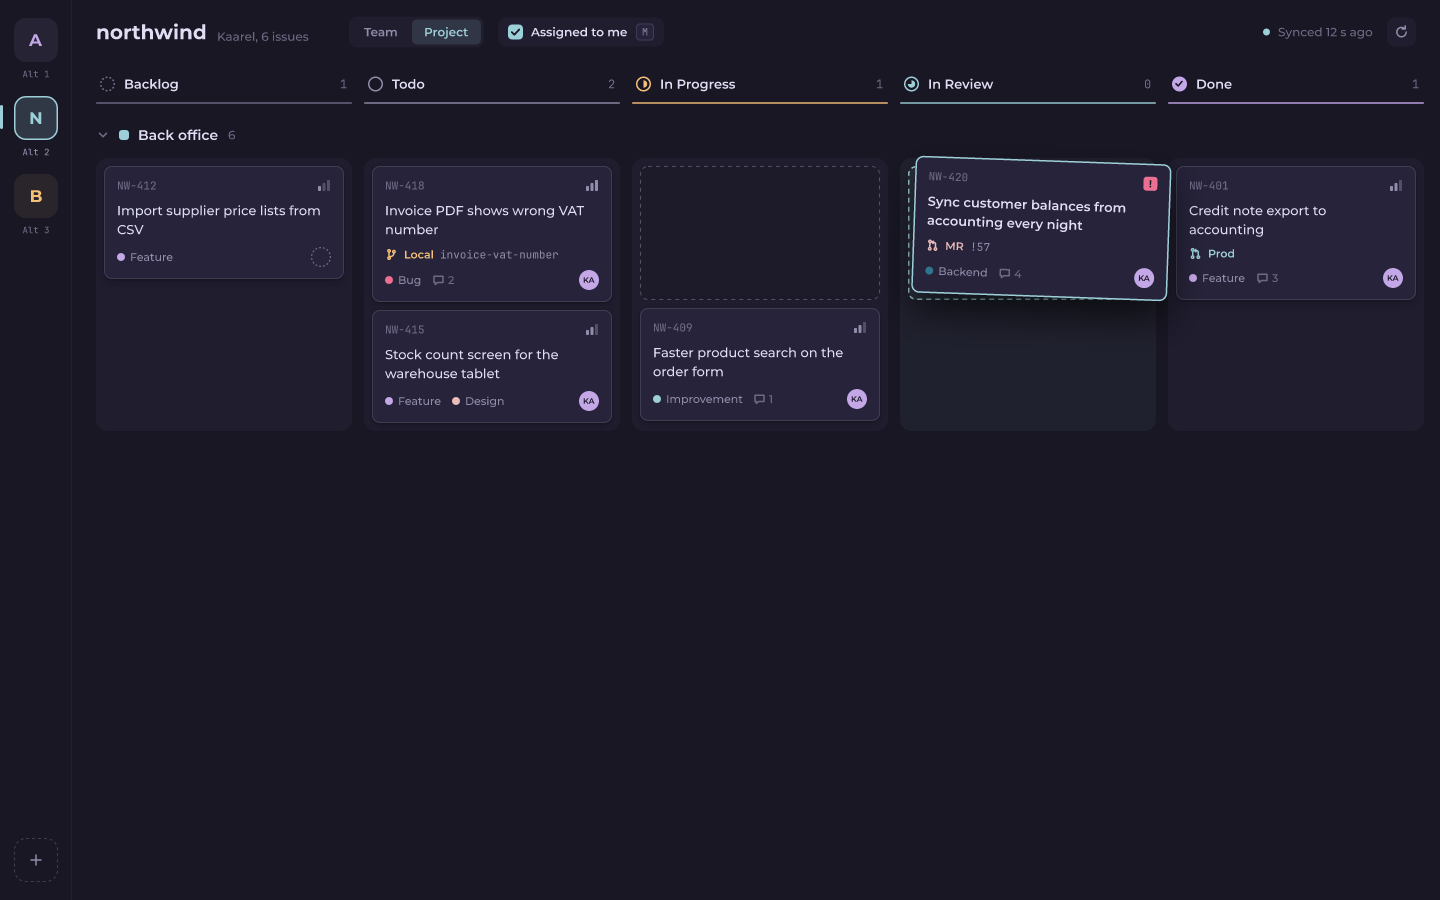 A
Alt 1
N
Alt 2
B
Alt 3
northwind
Kaarel, 6 issues
Team
Project
Assigned to me
M
Synced 12 s ago
Backlog
1
Todo
2
In Progress
1
In Review
0
Done
1
Back office
6
NW-412
Import supplier price lists from
CSV
Feature
NW-418
Invoice PDF shows wrong VAT
number
Local invoice-vat-number
Bug
2
KA
NW-415
Stock count screen for the
warehouse tablet
Feature
Design
KA
NW-409
Faster product search on the
order form
Improvement
1
KA
NW-420
!
Sync customer balances from
accounting every night
MR !57
Backend
4
KA
NW-401
Credit note export to
accounting
Prod
Feature
3
KA
+